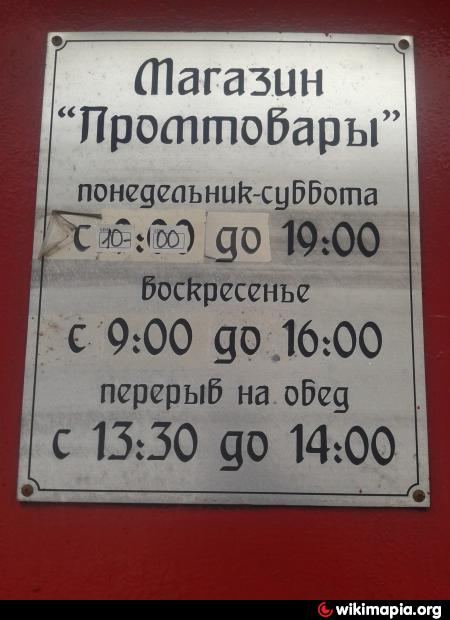 Магазин
"Промтовары"
понедельник-суббота
с 10-:00 до 19:00
воскресенье
с 9:00 до 16:00
перерыв на обед
с 13:30 до 14:00
wikimapia.org